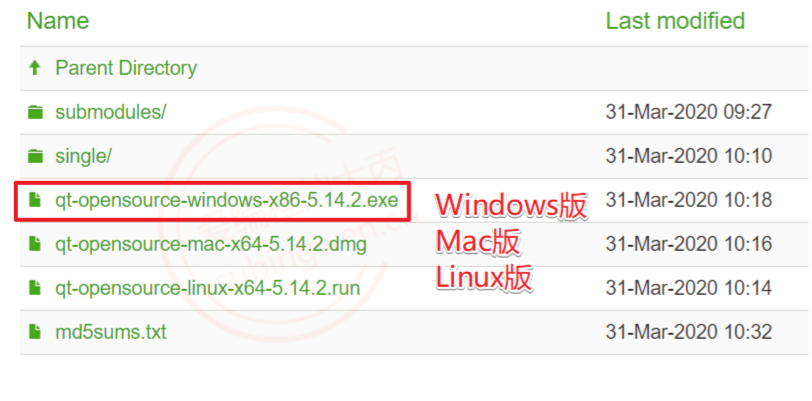 Name Last modified
Parent Directory
submodules/ 31-Mar-2020 09:27
single/ 31-Mar-2020 10:10
qt-opensource-windows-x86-5.14.2.exe Windows版 31-Mar-2020 10:18
qt-opensource-mac-x64-5.14.2.dmg Mac版 31-Mar-2020 10:16
qt-opensource-linux-x64-5.14.2.run Linux版 31-Mar-2020 10:14
md5sums.txt 31-Mar-2020 10:32